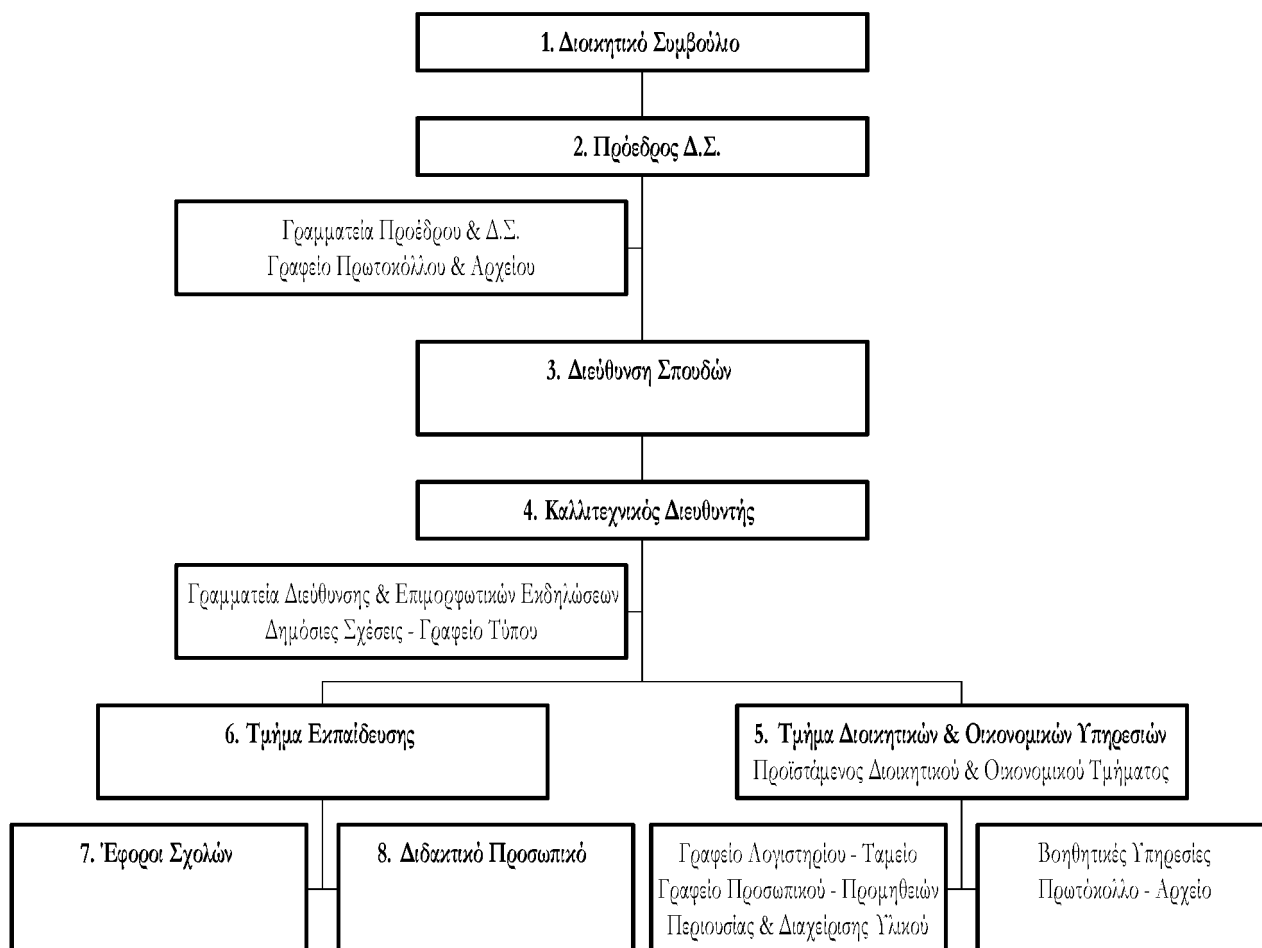 1. Διοικητικό Συμβούλιο
2. Πρόεδρος Δ.Σ.
Γραμματεία Προέδρου & Δ.Σ.
Γραφείο Πρωτοκόλλου & Αρχείου
3. Διεύθυνση Σπουδών
4. Καλλιτεχνικός Διευθυντής
Γραμματεία Διεύθυνσης & Επιμορφωτικών Εκδηλώσεων
Δημόσιες Σχέσεις - Γραφείο Τύπου
6. Τμήμα Εκπαίδευσης
5. Τμήμα Διοικητικών & Οικονομικών Υπηρεσιών
Προϊστάμενος Διοικητικού & Οικονομικού Τμήματος
7. Έφοροι Σχολών
8. Διδακτικό Προσωπικό
Γραφείο Λογιστηρίου - Ταμείο
Γραφείο Προσωπικού - Προμηθειών
Περιουσίας & Διαχείρισης Υλικού
Βοηθητικές Υπηρεσίες
Πρωτόκολλο - Αρχείο